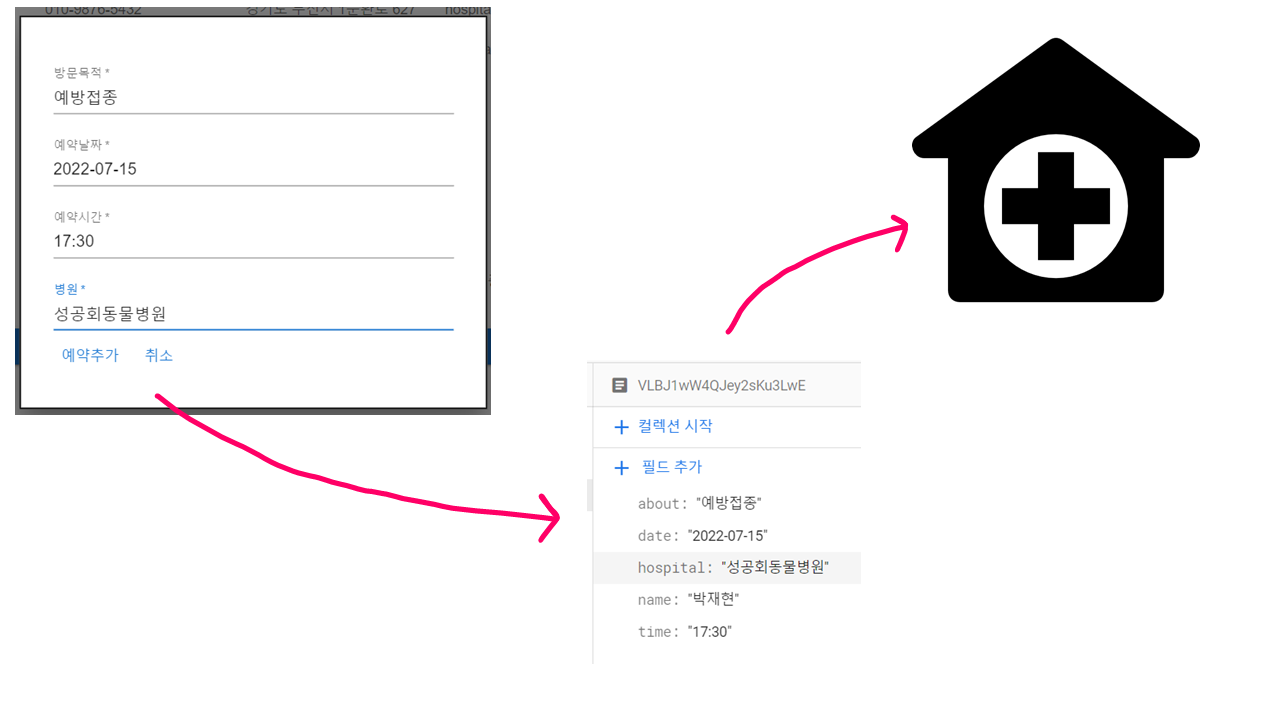 010-9876-5432
방문목적 *
예방접종
예약날짜 *
2022-07-15
예약시간 *
17:30
병원 *
성공회동물병원
예약추가 취소
VLBJ1wW4QJey2sKu3LwE
컬렉션 시작
필드 추가
about: "예방접종"
date: "2022-07-15"
hospital: "성공회동물병원"
name: "박재현"
time: "17:30"